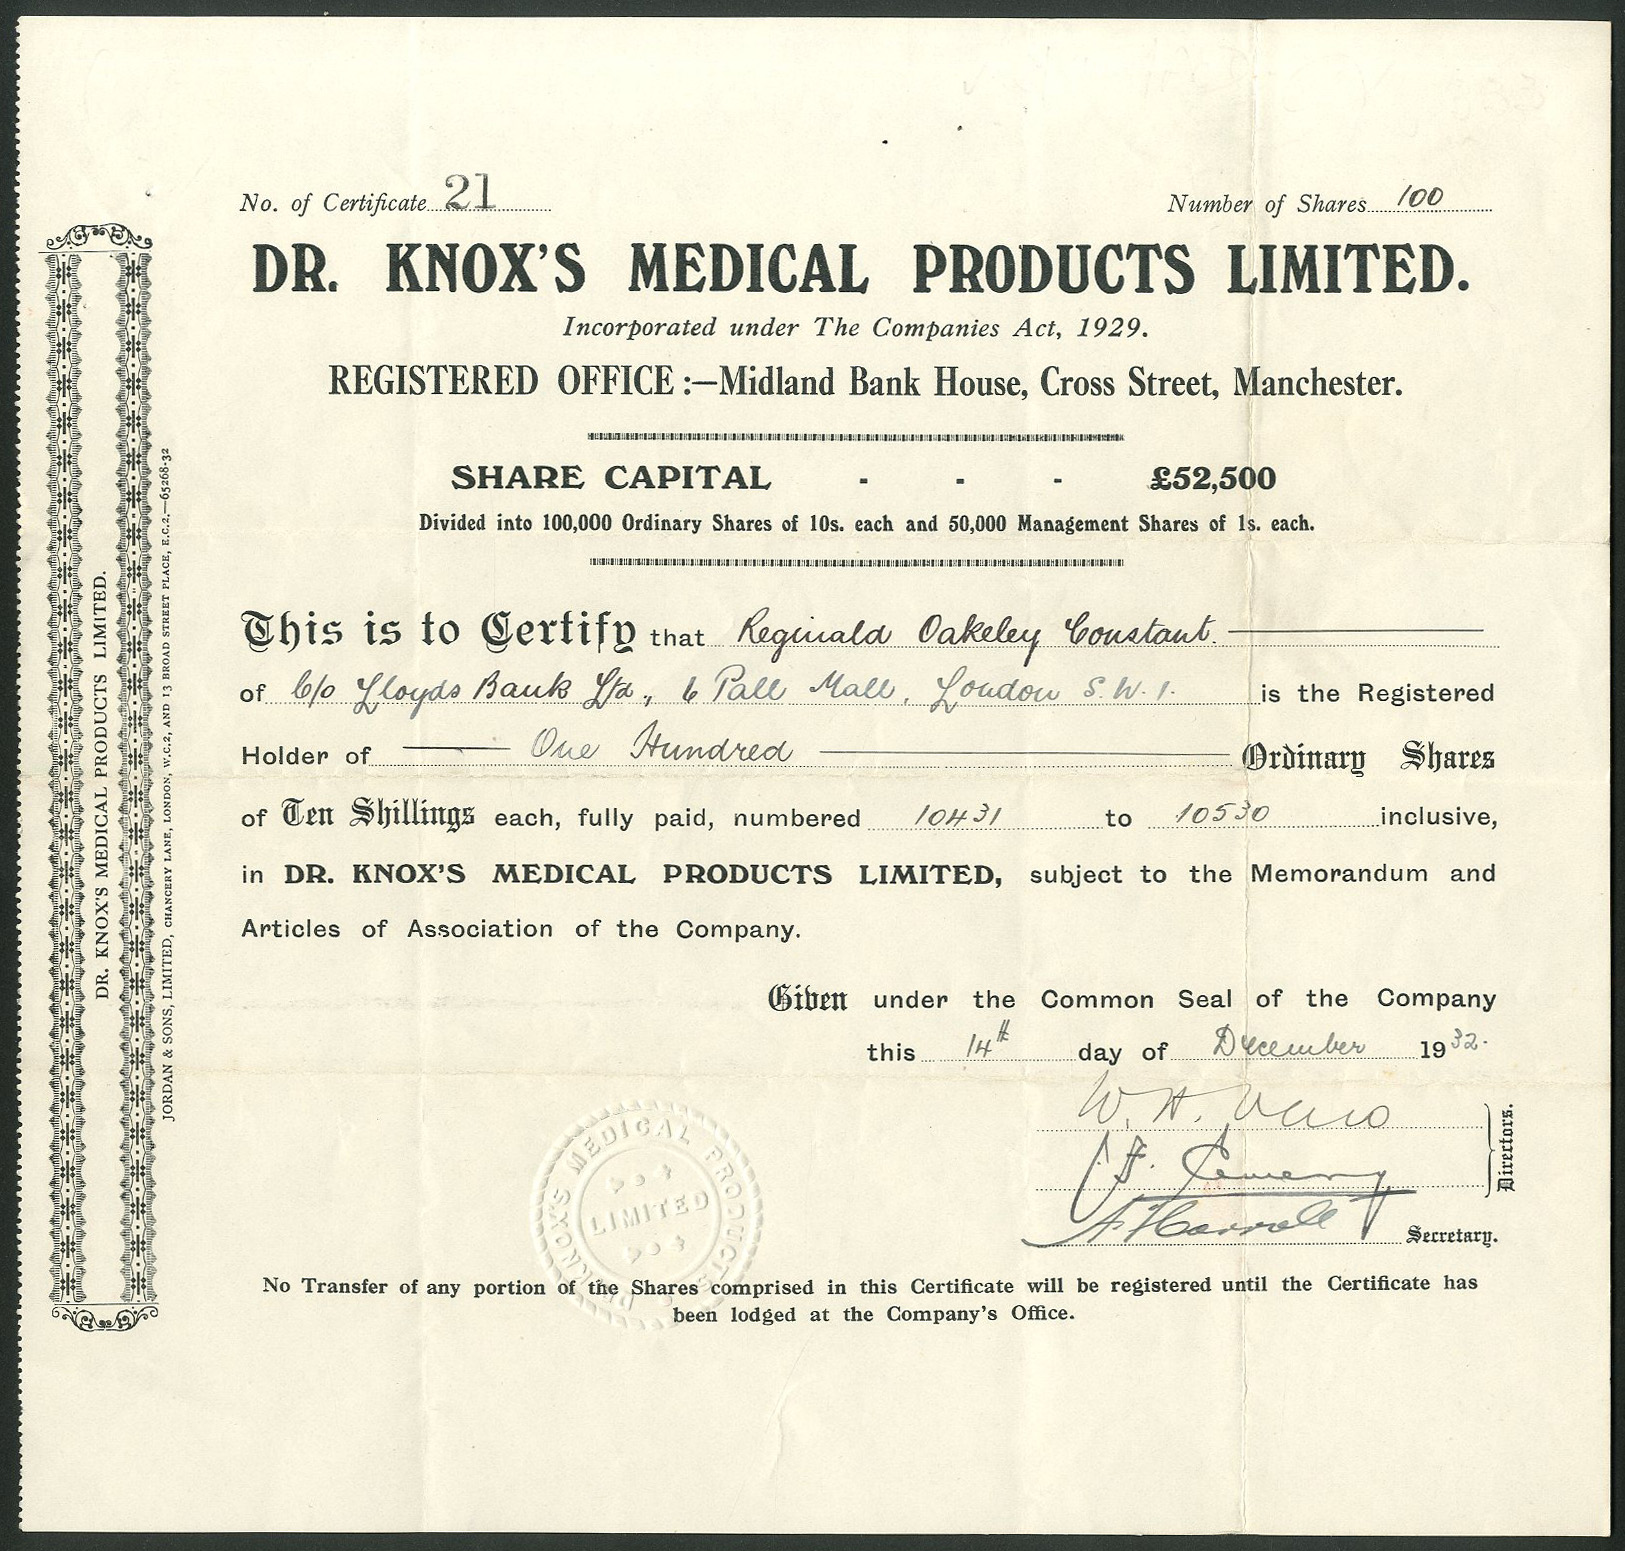 No. of Certificate 21
Number of Shares 100
DR. KNOX'S MEDICAL PRODUCTS LIMITED.
Incorporated under The Companies Act, 1929.
REGISTERED OFFICE :—Midland Bank House, Cross Street, Manchester.
SHARE CAPITAL - - - £52,500
Divided into 100,000 Ordinary Shares of 10s. each and 50,000 Management Shares of 1s. each.
This is to Certify that Reginald Oakeley Constant.
of C/o Lloyds Bank Ltd., 6 Pall Mall, London S.W.1. is the Registered
Holder of One Hundred Ordinary Shares
of Ten Shillings each, fully paid, numbered 10431 to 10530 inclusive,
in DR. KNOX'S MEDICAL PRODUCTS LIMITED, subject to the Memorandum and
Articles of Association of the Company.
Given under the Common Seal of the Company
this 14th day of December 1932.
W. H.
Directors.
Secretary.
DR. KNOX'S MEDICAL PRODUCTS
LIMITED
No Transfer of any portion of the Shares comprised in this Certificate will be registered until the Certificate has
been lodged at the Company's Office.
DR. KNOX'S MEDICAL PRODUCTS LIMITED.
JORDAN & SONS, LIMITED, CHANCERY LANE, LONDON, W.C.2, AND 13 BROAD STREET PLACE, E.C.2.—65268-32